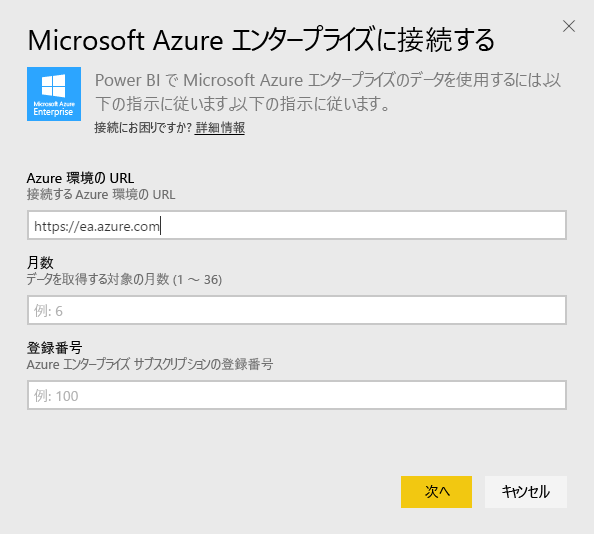 Microsoft Azure エンタープライズに接続する
Microsoft Azure
Enterprise
Power BI で Microsoft Azure エンタープライズのデータを使用するには、以
下の指示に従います。以下の指示に従います。
接続にお困りですか? 詳細情報
Azure 環境の URL
接続する Azure 環境の URL
https://ea.azure.com
月数
データを取得する対象の月数 (1 ～ 36)
例: 6
登録番号
Azure エンタープライズ サブスクリプションの登録番号
例: 100
次へ
キャンセル